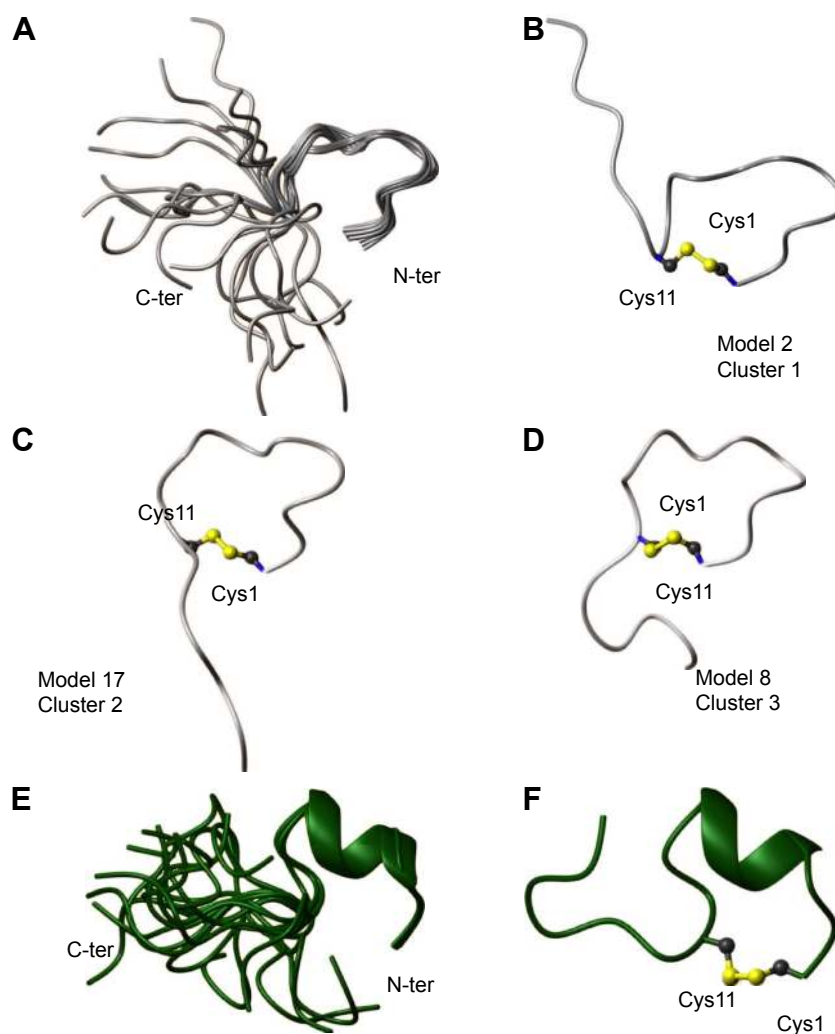 A
C-ter
N-ter
B
Cys1
Cys11
Model 2
Cluster 1
C
Cys11
Cys1
Model 17
Cluster 2
D
Cys1
Cys11
Model 8
Cluster 3
E
C-ter
N-ter
F
Cys11
Cys1